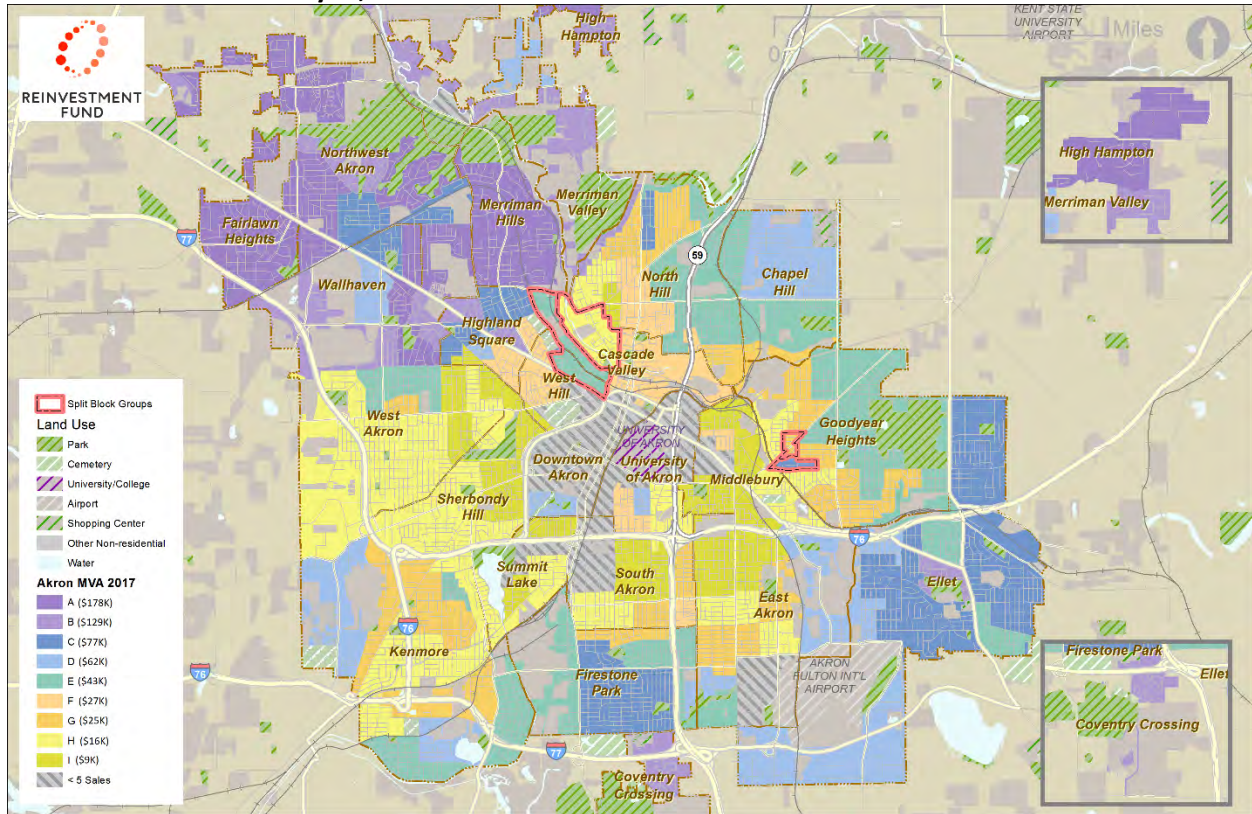 High
Hampton
KENT STATE
UNIVERSITY
AIRPORT
Miles
0
REINVESTMENT
FUND
Northwest
Akron
Merriman
Hills
Merriman
Valley
Fairlawn
Heights
77
Wallhaven
59
North
Hill
Chapel
Hill
High Hampton
Merriman Valley
Highland
Square
Cascade
Valley
West
Hill
West
Akron
Goodyear
Heights
UNIVERSITY
OF AKRON
Downtown
Akron
University
of Akron
Middlebury
Sherbondy
Hill
76
Summit
Lake
South
Akron
East
Akron
Ellet
76
Kenmore
76
Firestone
Park
AKRON
FULTON INT'L
AIRPORT
77
Coventry
Crossing
Firestone Park
Ellet
Coventry Crossing
Split Block Groups
Land Use
Park
Cemetery
University/College
Airport
Shopping Center
Other Non-residential
Water
Akron MVA 2017
A ($178K)
B ($129K)
C ($77K)
D ($62K)
E ($43K)
F ($27K)
G ($25K)
H ($16K)
I ($9K)
< 5 Sales